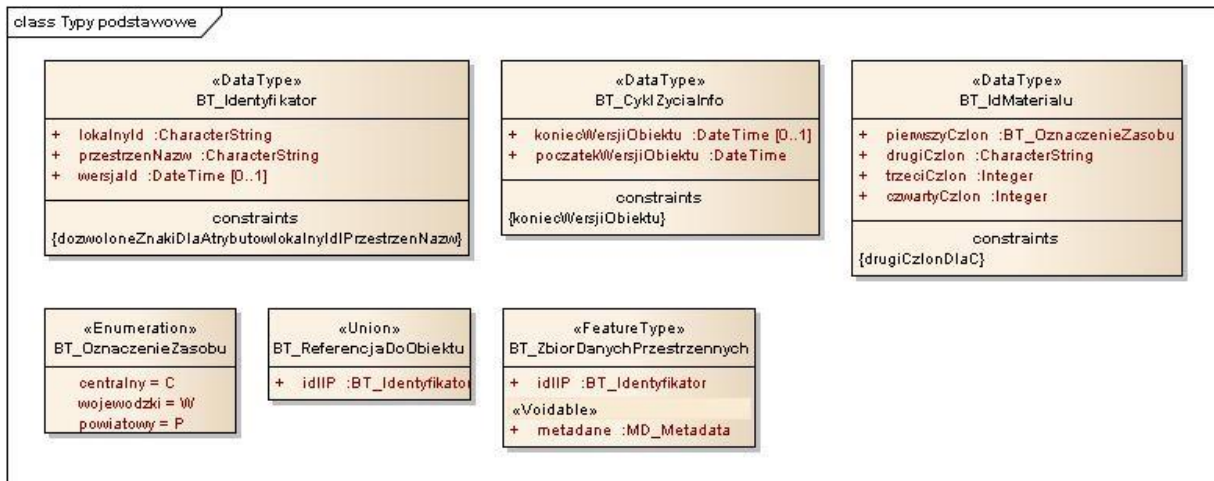 class Typy podstawowe
«DataType»
BT_Identyfikator
+ lokalnyId :CharacterString
+ przestrzenNazw :CharacterString
+ wersjaId :DateTime [0..1]
constraints
{dozwoloneZnakiDlaAtrybutowlokalnyIdIPrzestrzenNazw}
«DataType»
BT_CyklZyciaInfo
+ koniecWersjiObiektu :DateTime [0..1]
+ poczatekWersjiObiektu :DateTime
constraints
{koniecWersjiObiektu}
«DataType»
BT_IdMaterialu
+ pierwszyCzlon :BT_OznaczenieZasobu
+ drugiCzlon :CharacterString
+ trzeciCzlon :Integer
+ czwartyCzlon :Integer
constraints
{drugiCzlonDlaC}
«Enumeration»
BT_OznaczenieZasobu
centralny = C
wojewodzki = W
powiatowy = P
«Union»
BT_ReferencjaDoObiektu
+ idIIP :BT_Identyfikator
«FeatureType»
BT_ZbiorDanychPrzestrzennych
+ idIIP :BT_Identyfikator
«Voidable»
+ metadane :MD_Metadata